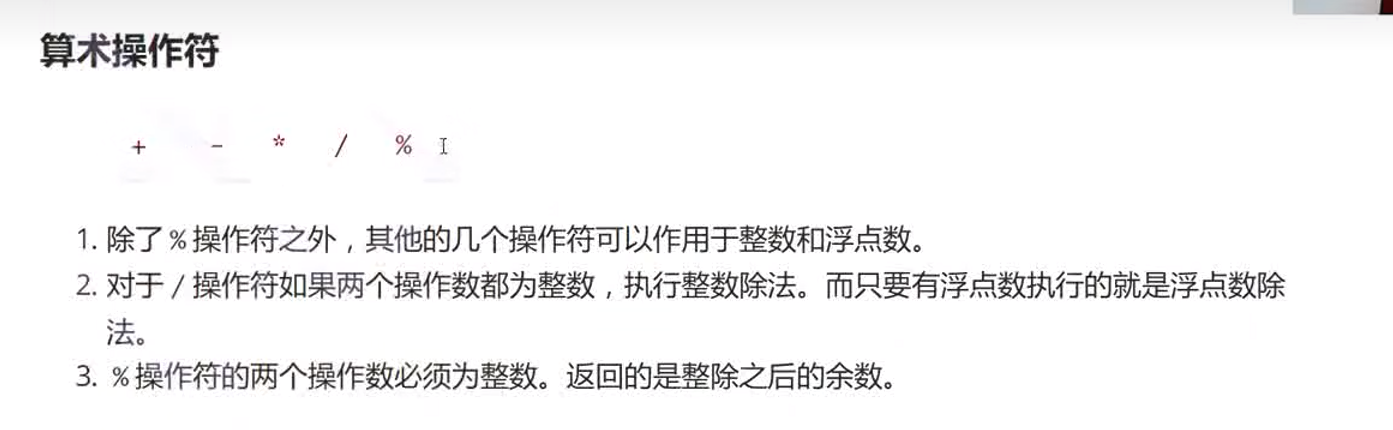 算术操作符
+ - * / %
1. 除了 % 操作符之外，其他的几个操作符可以作用于整数和浮点数。
2. 对于 / 操作符如果两个操作数都为整数，执行整数除法。而只要有浮点数执行的就是浮点数除
法。
3. % 操作符的两个操作数必须为整数。返回的是整除之后的余数。